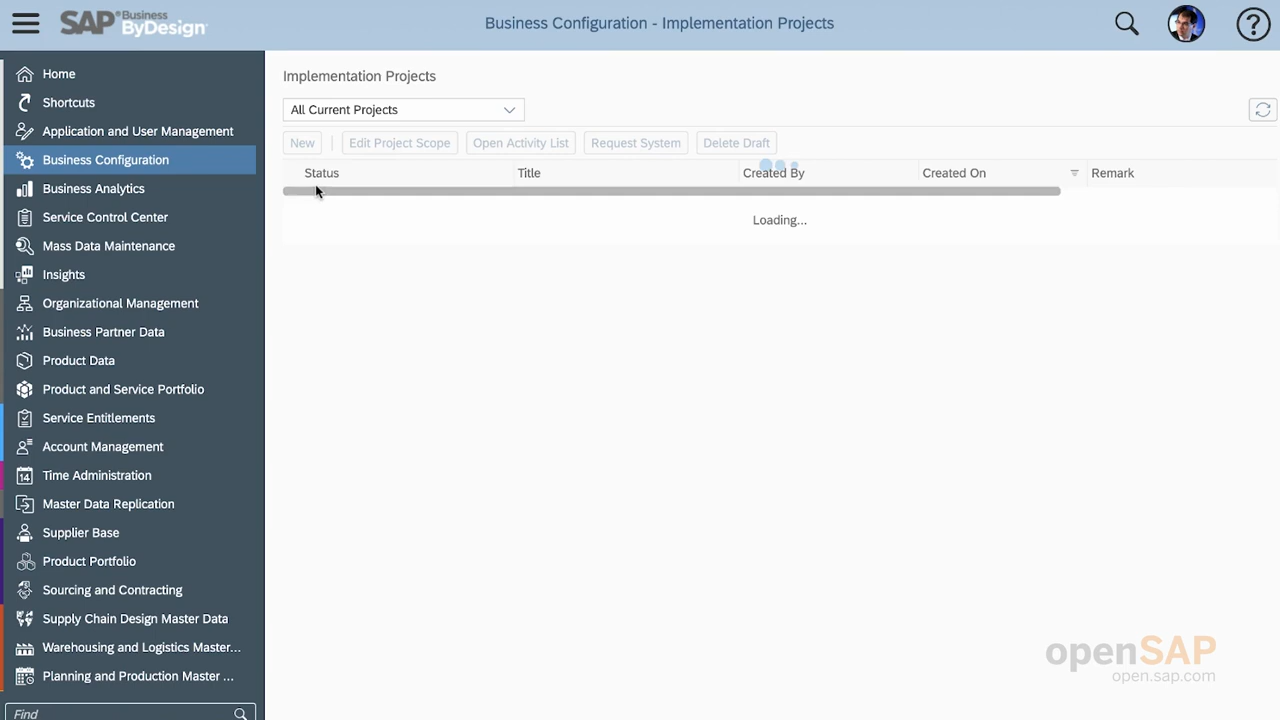 SAP Business ByDesign
Business Configuration - Implementation Projects
Home
Shortcuts
Application and User Management
Business Configuration
Business Analytics
Service Control Center
Mass Data Maintenance
Insights
Organizational Management
Business Partner Data
Product Data
Product and Service Portfolio
Service Entitlements
Account Management
14 Time Administration
Master Data Replication
Supplier Base
Product Portfolio
Sourcing and Contracting
Supply Chain Design Master Data
Warehousing and Logistics Master...
Planning and Production Master ...
Find
Implementation Projects
All Current Projects
New | Edit Project Scope Open Activity List Request System Delete Draft
Status Title Created By Created On Remark
Loading...
openSAP
open.sap.com